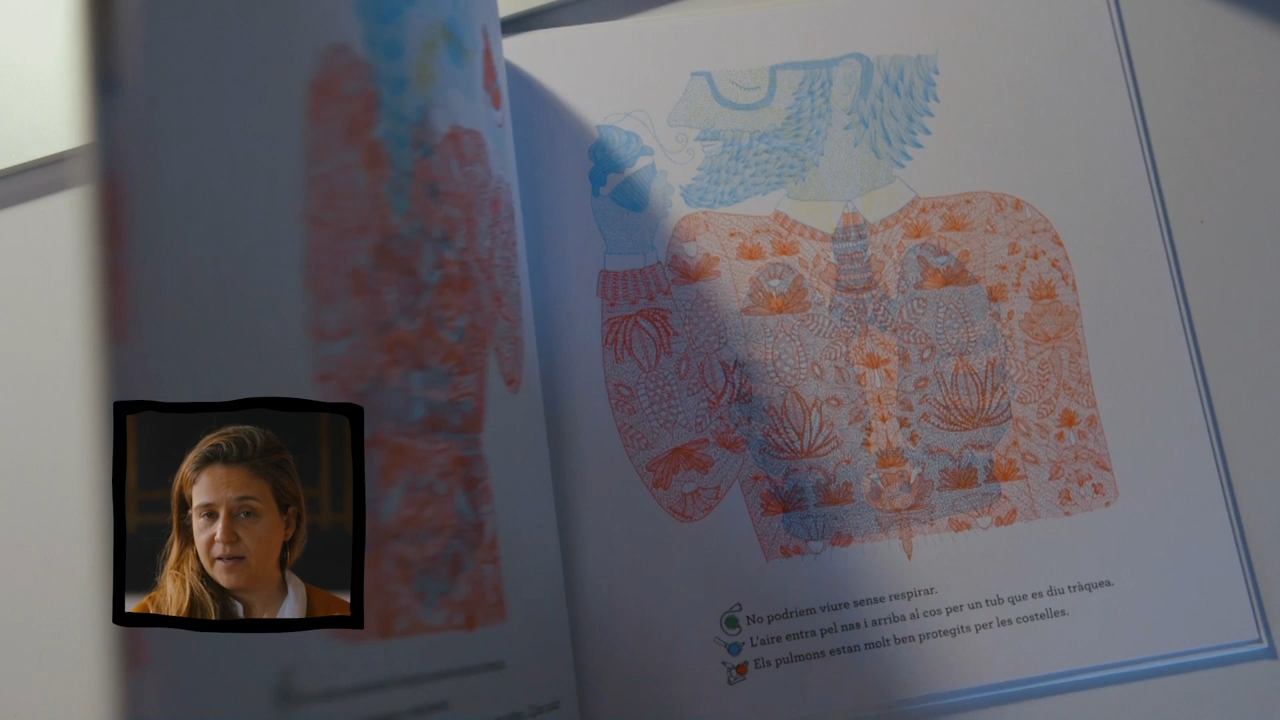 No podríem viure sense respirar.
L'aire entra pel nas i arriba al cos per un tub que es diu tràquea.
Els pulmons estan molt ben protegits per les costelles.